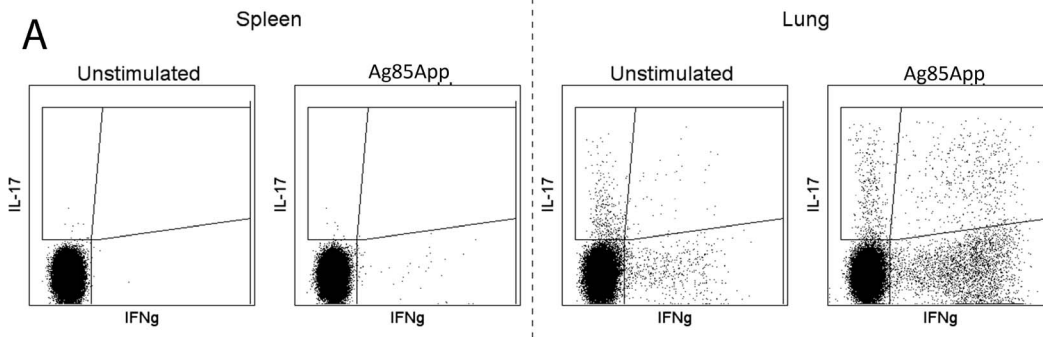 A
Spleen
Lung
Unstimulated
Ag85App
Unstimulated
Ag85App
IL-17
IL-17
IL-17
IL-17
IFNg
IFNg
IFNg
IFNg